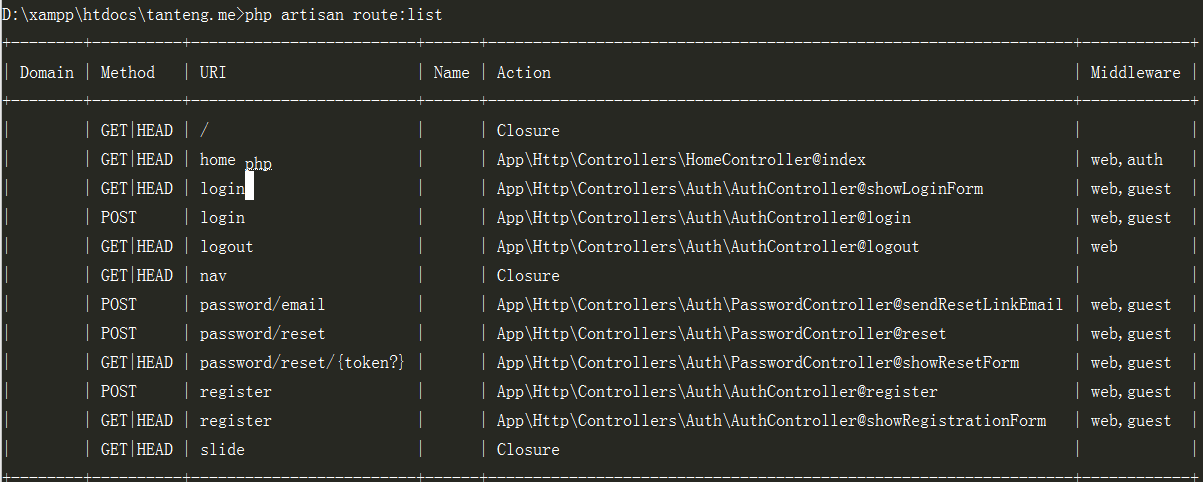 D:\xampp\htdocs\tanteng.me>php artisan route:list
+--------+----------+-------------------------+------+-----------------------------------------------------------------+------------+
| Domain | Method | URI | Name | Action | Middleware |
+--------+----------+-------------------------+------+-----------------------------------------------------------------+------------+
| | GET|HEAD | / | | Closure | |
| | GET|HEAD | home | | App\Http\Controllers\HomeController@index | web,auth |
php
| | GET|HEAD | login | | App\Http\Controllers\Auth\AuthController@showLoginForm | web,guest |
| | POST | login | | App\Http\Controllers\Auth\AuthController@login | web,guest |
| | GET|HEAD | logout | | App\Http\Controllers\Auth\AuthController@logout | web |
| | GET|HEAD | nav | | Closure | |
| | POST | password/email | | App\Http\Controllers\Auth\PasswordController@sendResetLinkEmail | web,guest |
| | POST | password/reset | | App\Http\Controllers\Auth\PasswordController@reset | web,guest |
| | GET|HEAD | password/reset/{token?} | | App\Http\Controllers\Auth\PasswordController@showResetForm | web,guest |
| | POST | register | | App\Http\Controllers\Auth\AuthController@register | web,guest |
| | GET|HEAD | register | | App\Http\Controllers\Auth\AuthController@showRegistrationForm | web,guest |
| | GET|HEAD | slide | | Closure | |
+--------+----------+-------------------------+------+-----------------------------------------------------------------+------------+